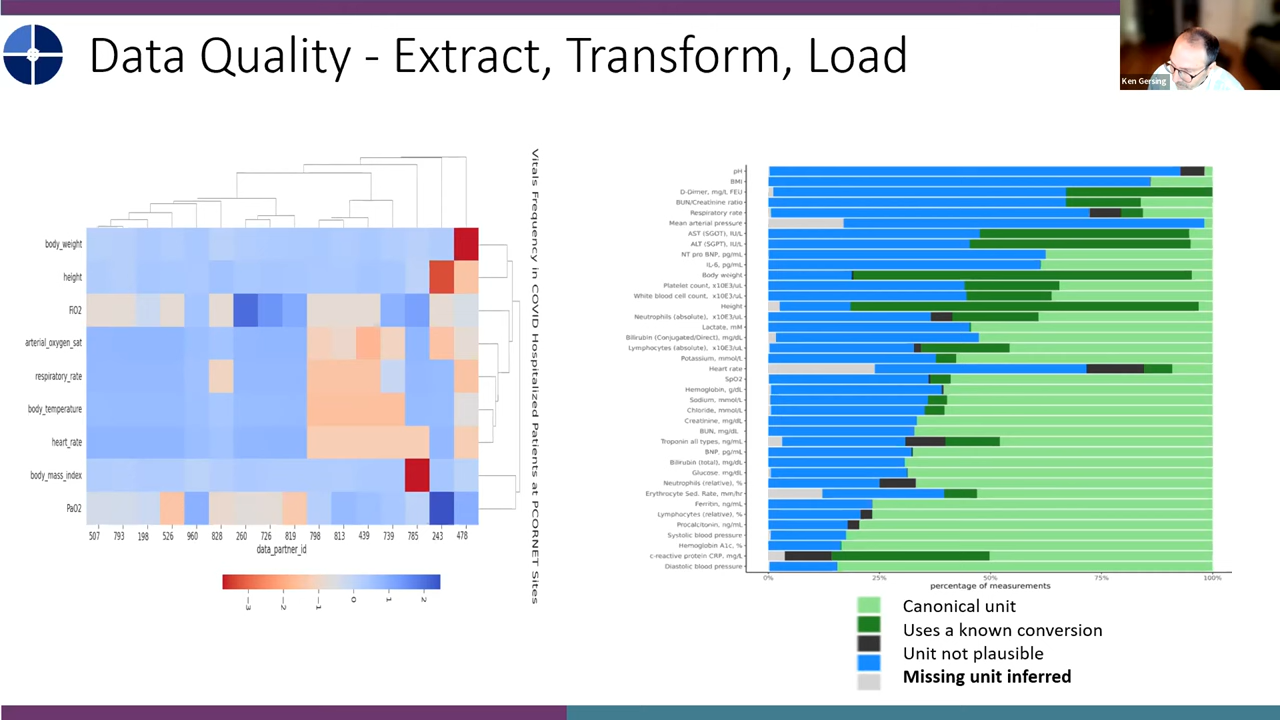 Data Quality - Extract, Transform, Load
Ken Gersing
body_weight
height
FiO2
arterial_oxygen_sat
respiratory_rate
body_temperature
heart_rate
body_mass_index
PaO2
507 793 196 526 960 828 260 726 819 798 813 411 439 739 785 243 478
data_partner_id
-3 -2 -1 0 1 2
Vitals Frequency in COVID Hospitalized Patients at PCORNET Sites
pH
BMI
D-Dimer, mg/L FEU
BUN/Creatinine ratio
Respiratory rate
Mean arterial pressure
AST (SGOT), IU/L
ALT (SGPT), IU/L
NT pro BNP, pg/mL
IL-6, pg/mL
Body weight
Platelet count, x10E3/uL
White blood cell count, x10E3/uL
Height
Neutrophils (absolute), x10E3/uL
Lactate, mM
Bilirubin (Conjugated/Direct), mg/dL
Lymphocytes (absolute), x10E3/uL
Potassium, mmol/L
Heart rate
SpO2
Hemoglobin, g/dL
Sodium, mmol/L
Chloride, mmol/L
Creatinine, mg/dL
BUN, mg/dL
Troponin all types, ng/mL
BNP, pg/mL
Bilirubin (total), mg/dL
Glucose, mg/dL
Neutrophils (relative), %
Erythrocyte Sed. Rate, mm/hr
Ferritin, ng/mL
Lymphocytes (relative), %
Procalcitonin, ng/mL
Systolic blood pressure
Hemoglobin A1c, %
c-reactive protein CRP, mg/L
Diastolic blood pressure
0% 25% 50% 75% 100%
percentage of measurements
Canonical unit
Uses a known conversion
Unit not plausible
Missing unit inferred